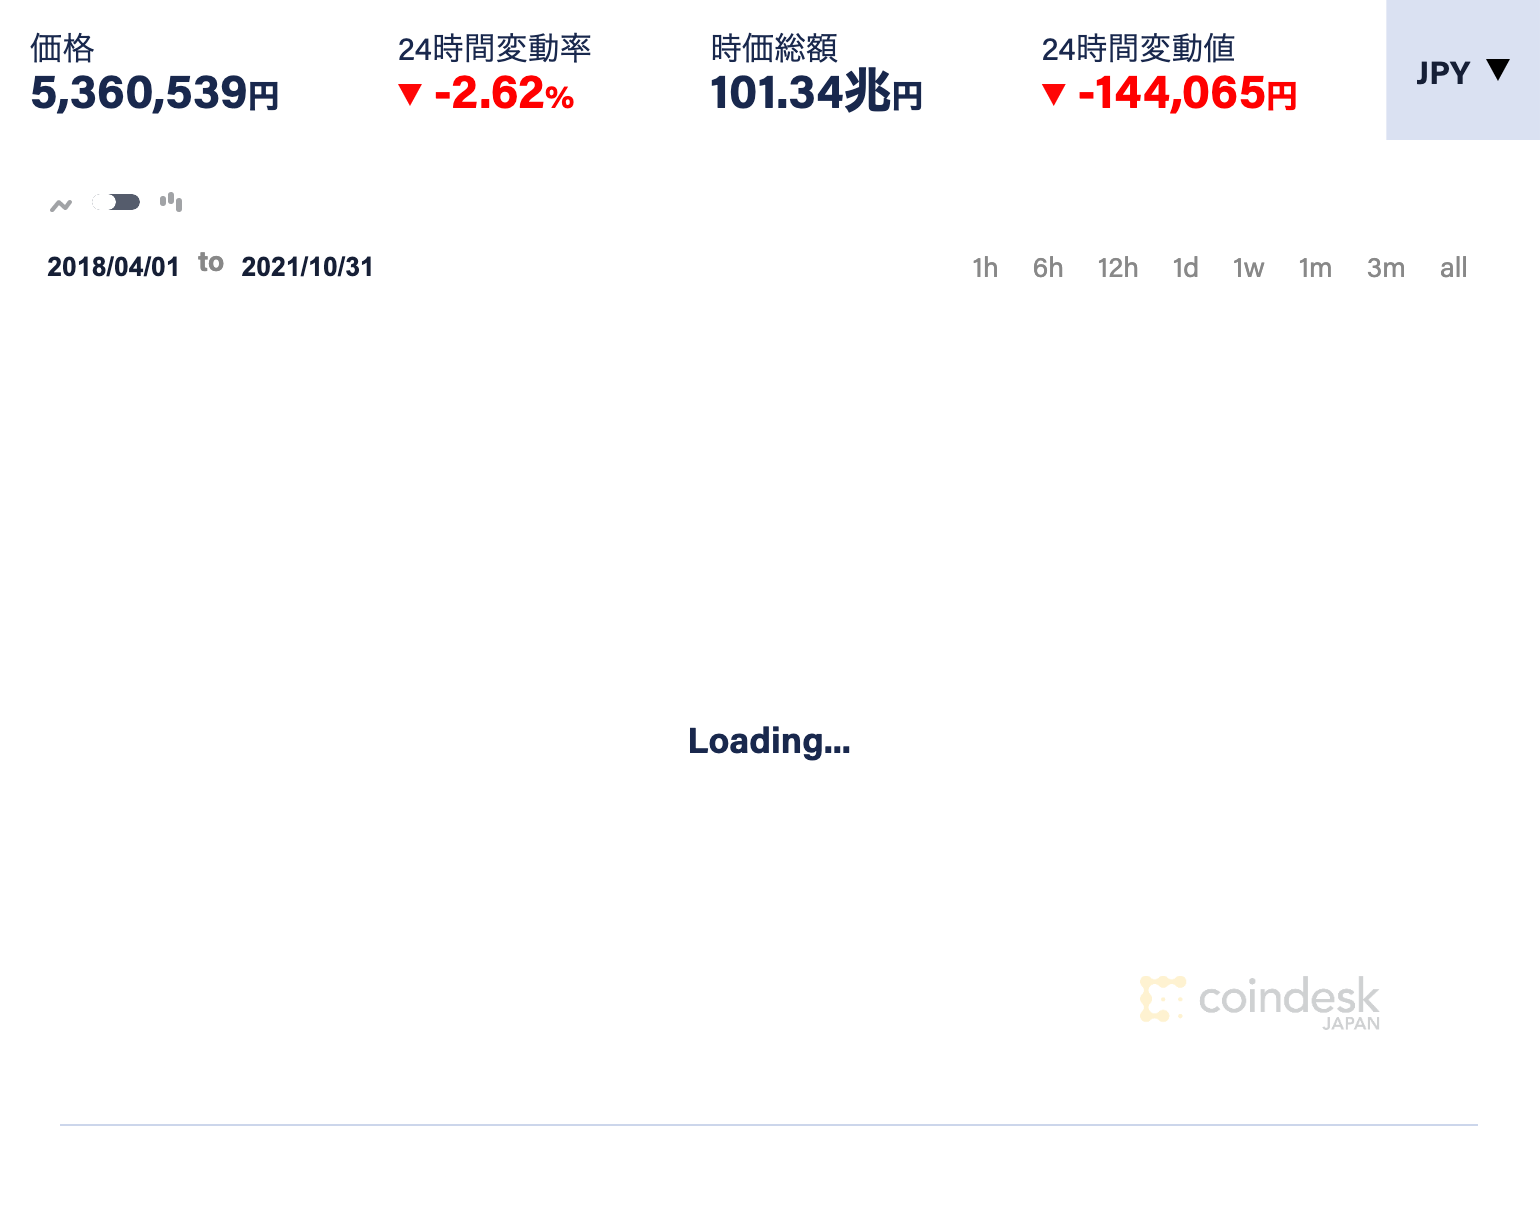 価格 24時間変動率 時価総額 24時間変動値
5,360,539円 ▼ -2.62% 101.34兆円 ▼ -144,065円 JPY ▼
2018/04/01 to 2021/10/31 1h 6h 12h 1d 1w 1m 3m all
Loading...
coindesk
JAPAN